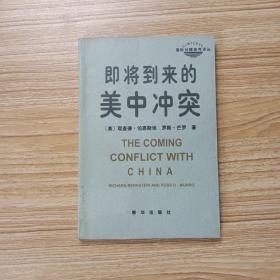 即将到来的
美中冲突
〔美〕理查德·伯恩斯坦 罗斯·芒罗 著
THE COMING
CONFLICT WITH
CHINA
RICHARD BERNSTEIN AND ROSS H. MUNRO
新华出版社